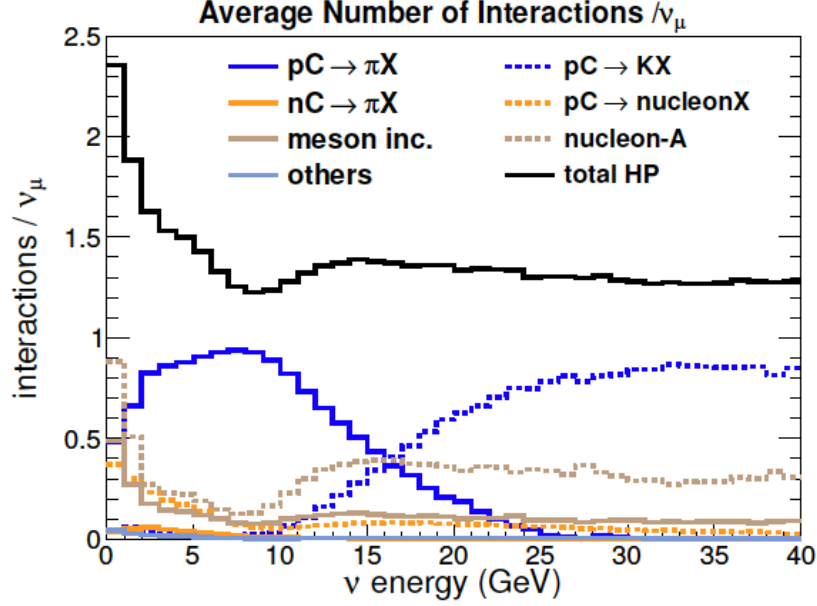 Average Number of Interactions /νμ
2.5
2
1.5
1
0.5
0
interactions / νμ
pC → πX
nC → πX
meson inc.
others
pC → KX
pC → nucleonX
nucleon-A
total HP
0 5 10 15 20 25 30 35 40
ν energy (GeV)